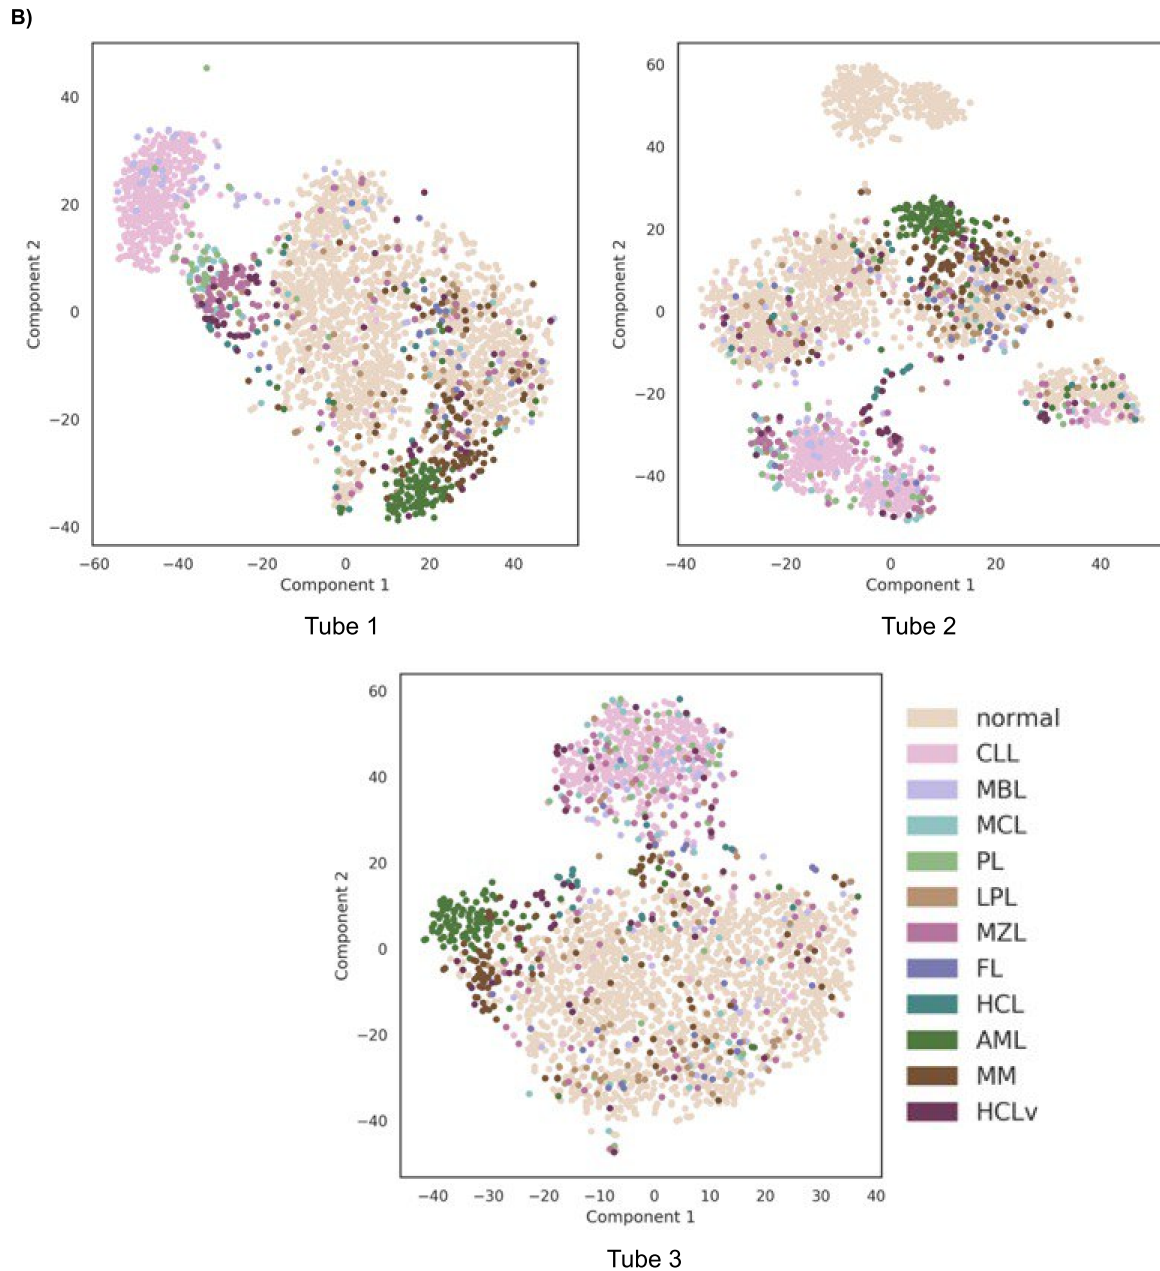 B)
40
20
0
−20
−40
Component 2
−60 −40 −20 0 20 40
Component 1
Tube 1
60
40
20
0
−20
−40
Component 2
−40 −20 0 20 40
Component 1
Tube 2
60
40
20
0
−20
−40
Component 2
−40 −30 −20 −10 0 10 20 30 40
Component 1
Tube 3
normal
CLL
MBL
MCL
PL
LPL
MZL
FL
HCL
AML
MM
HCLv